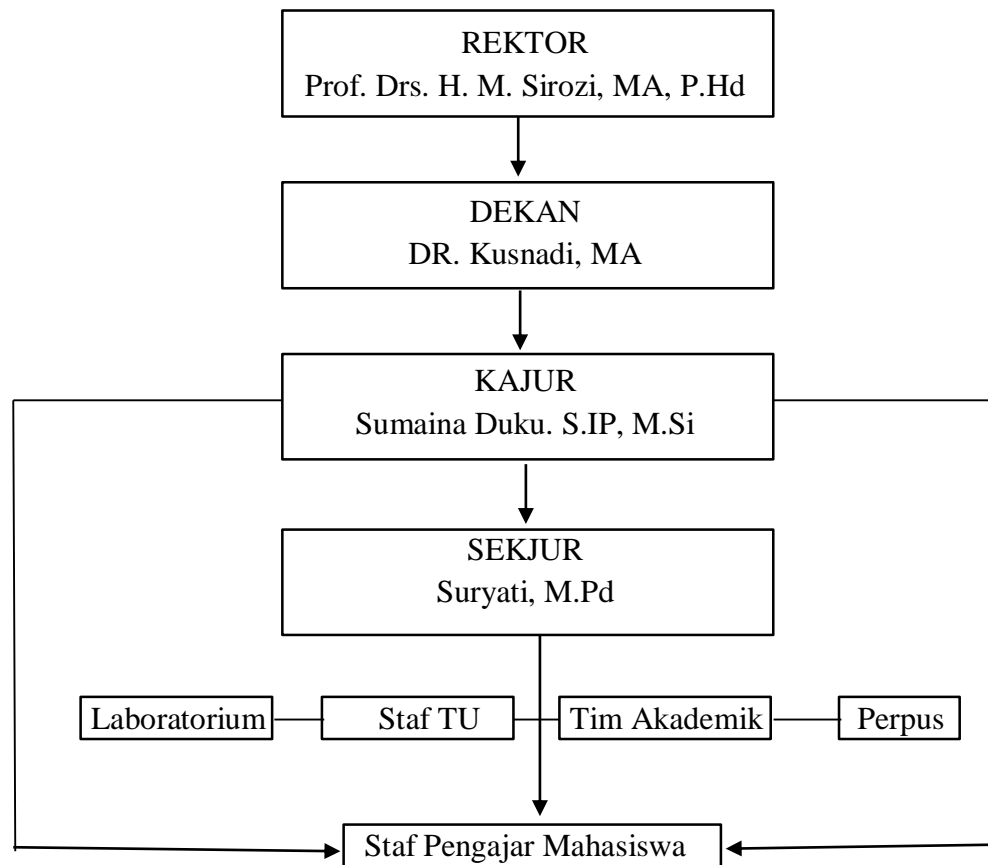 REKTOR
Prof. Drs. H. M. Sirozi, MA, P.Hd
DEKAN
DR. Kusnadi, MA
KAJUR
Sumaina Duku. S.IP, M.Si
SEKJUR
Suryati, M.Pd
Laboratorium
Staf TU
Tim Akademik
Perpus
Staf Pengajar Mahasiswa